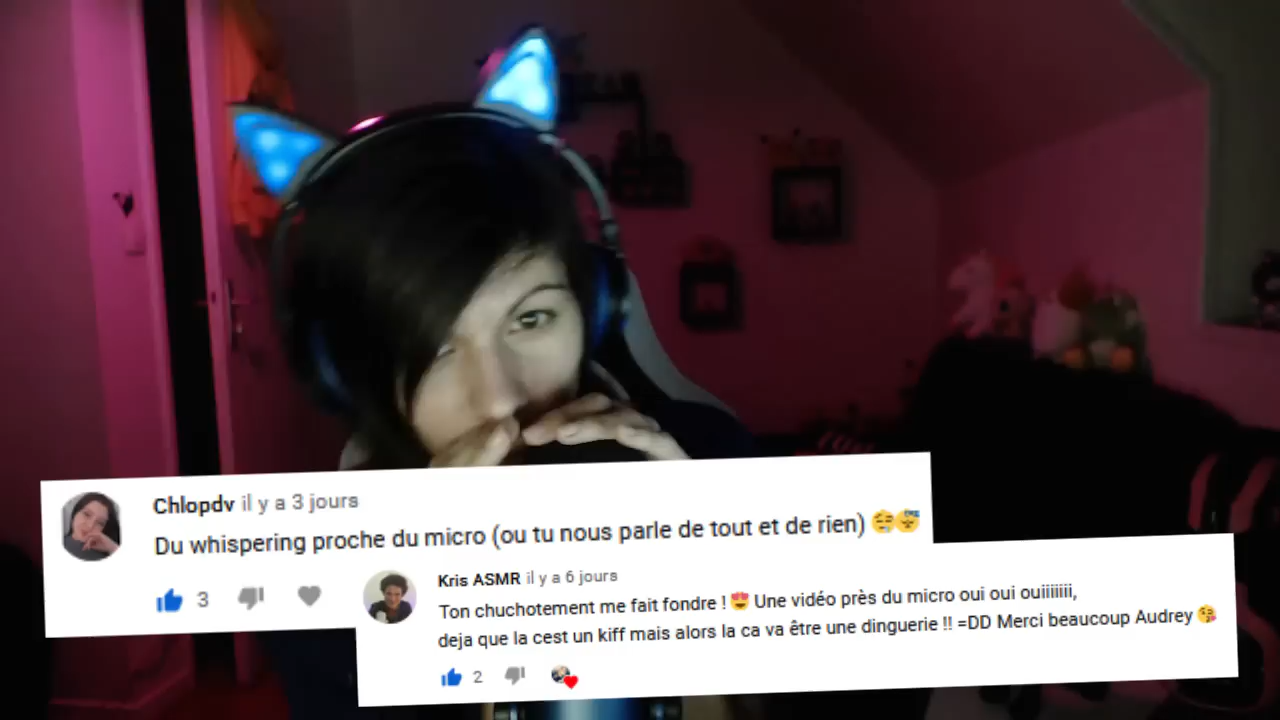 Chlopdv il y a 3 jours
Du whispering proche du micro (ou tu nous parle de tout et de rien) 😪😴
3
Kris ASMR il y a 6 jours
Ton chuchotement me fait fondre ! 😍 Une vidéo près du micro oui oui ouiiiiiii,
deja que la cest un kiff mais alors la ca va être une dinguerie !! =DD Merci beaucoup Audrey 😘
2